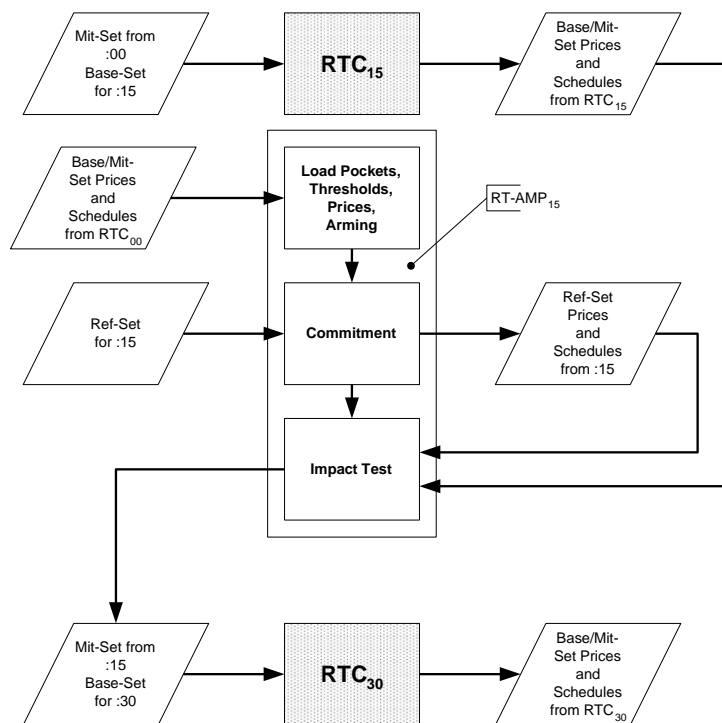 Mit-Set from
:00
Base-Set
for :15
RTC15
Base/Mit-
Set Prices
and
Schedules
from RTC15
Base/Mit-
Set Prices
and
Schedules
from RTC00
Load Pockets,
Thresholds,
Prices,
Arming
RT-AMP15
Ref-Set
for :15
Commitment
Ref-Set
Prices
and
Schedules
from :15
Impact Test
Mit-Set from
:15
Base-Set
for :30
RTC30
Base/Mit-
Set Prices
and
Schedules
from RTC30